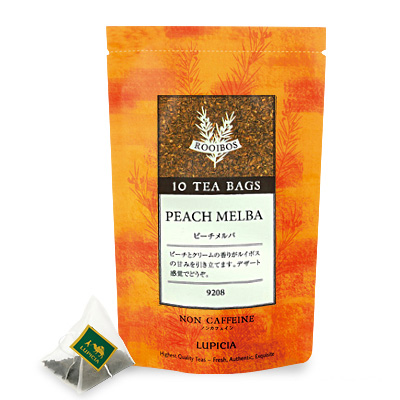 ROOIBOS
10 TEA BAGS
PEACH MELBA
ピーチメルバ
ピーチとクリームの香りがルイボス
の甘みを引き立てます。デザート
感覚でどうぞ。
9208
NON CAFFEINE
ノンカフェイン
LUPICIA
Highest Quality Teas – Fresh, Authentic, Exquisite
LUPICIA